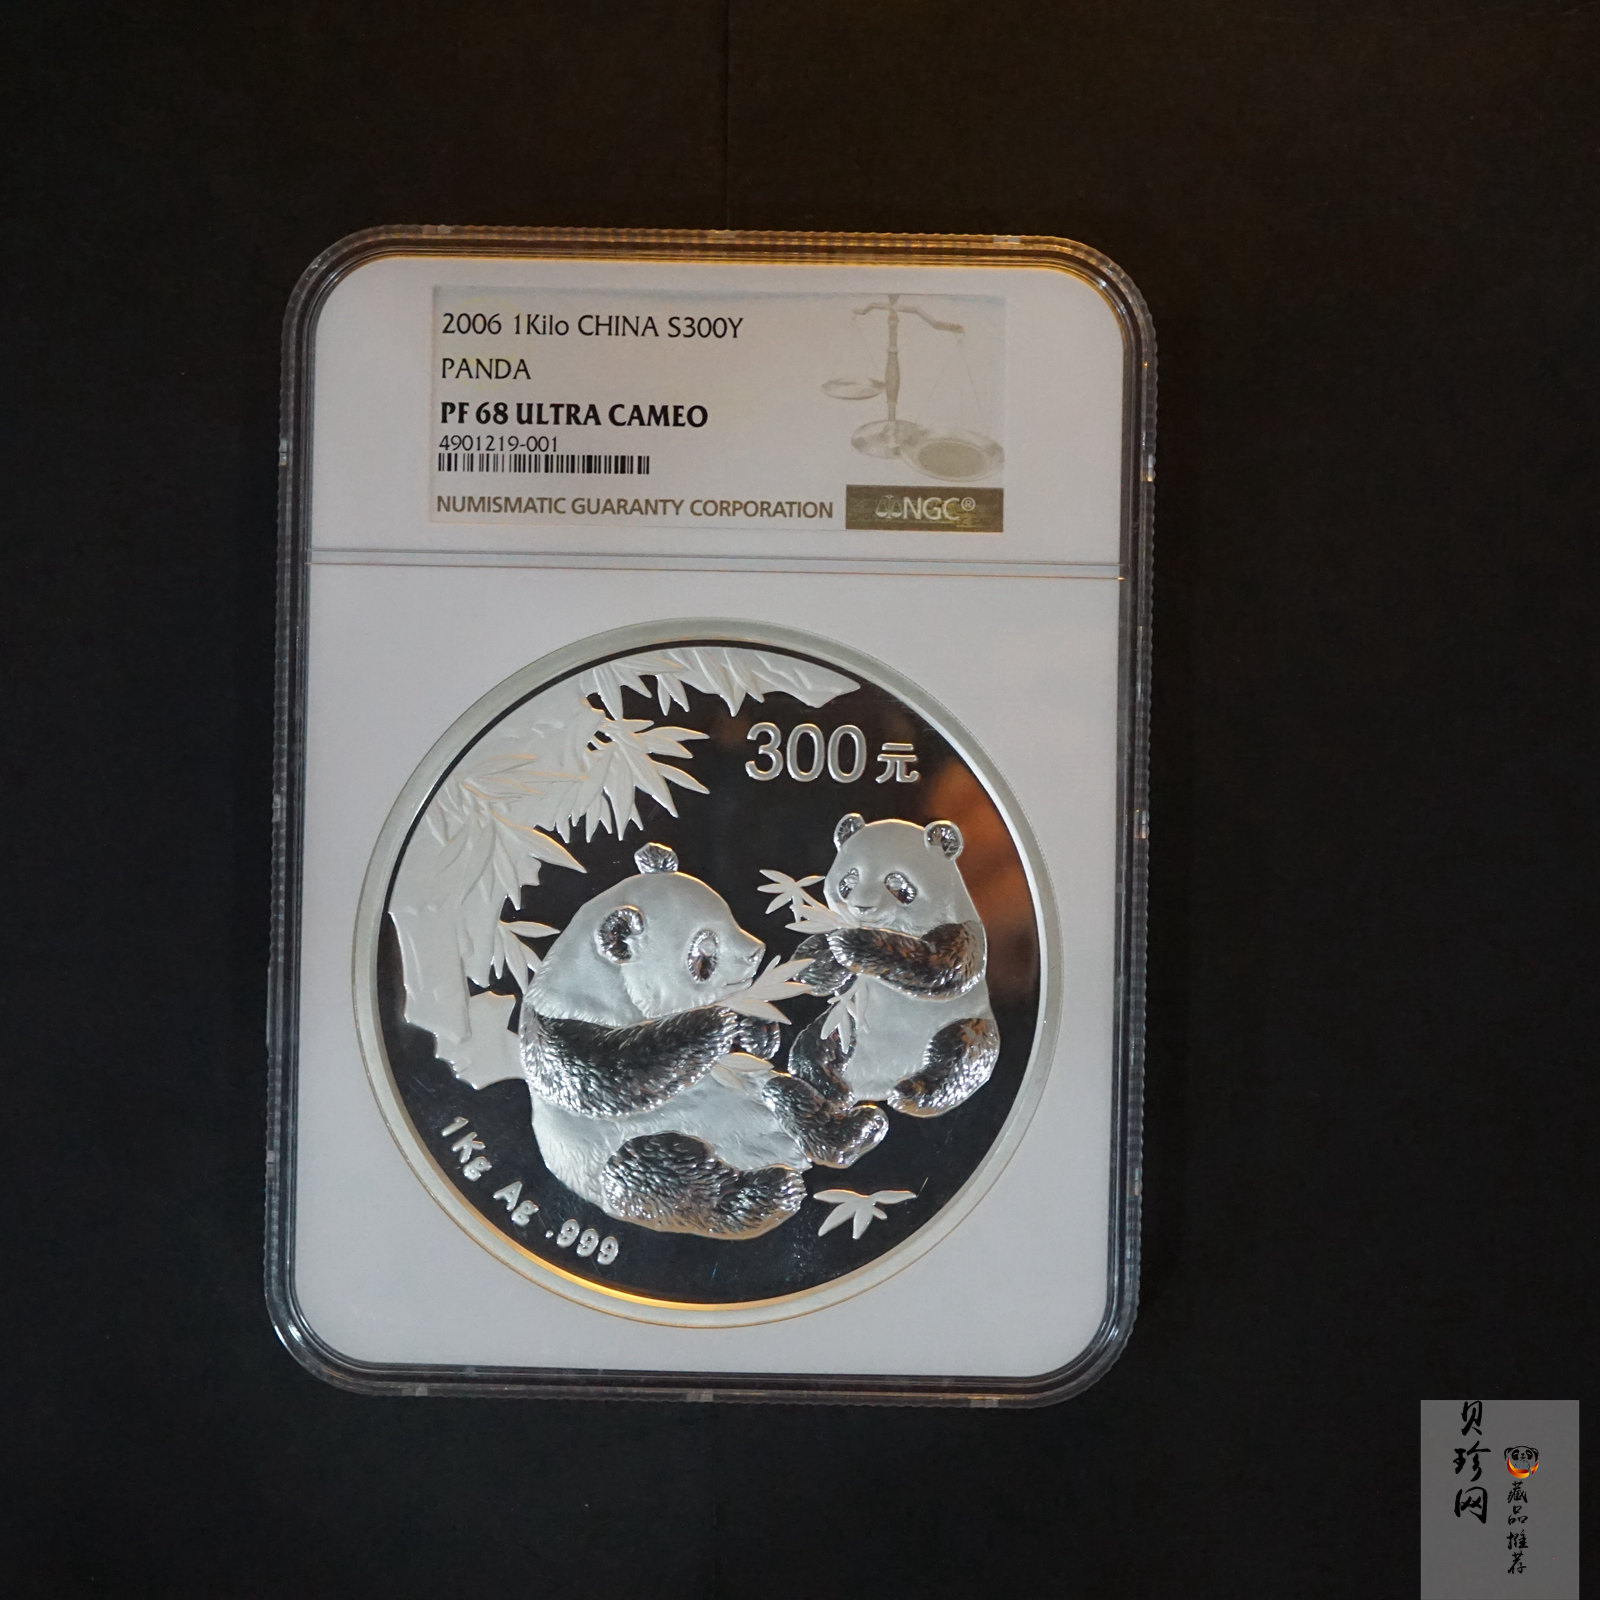 2006 1Kilo CHINA S300Y
PANDA
PF 68 ULTRA CAMEO
4901219-001
NUMISMATIC GUARANTY CORPORATION
NGC®
300元
1Kg Ag .999
贝珍网
藏品推荐